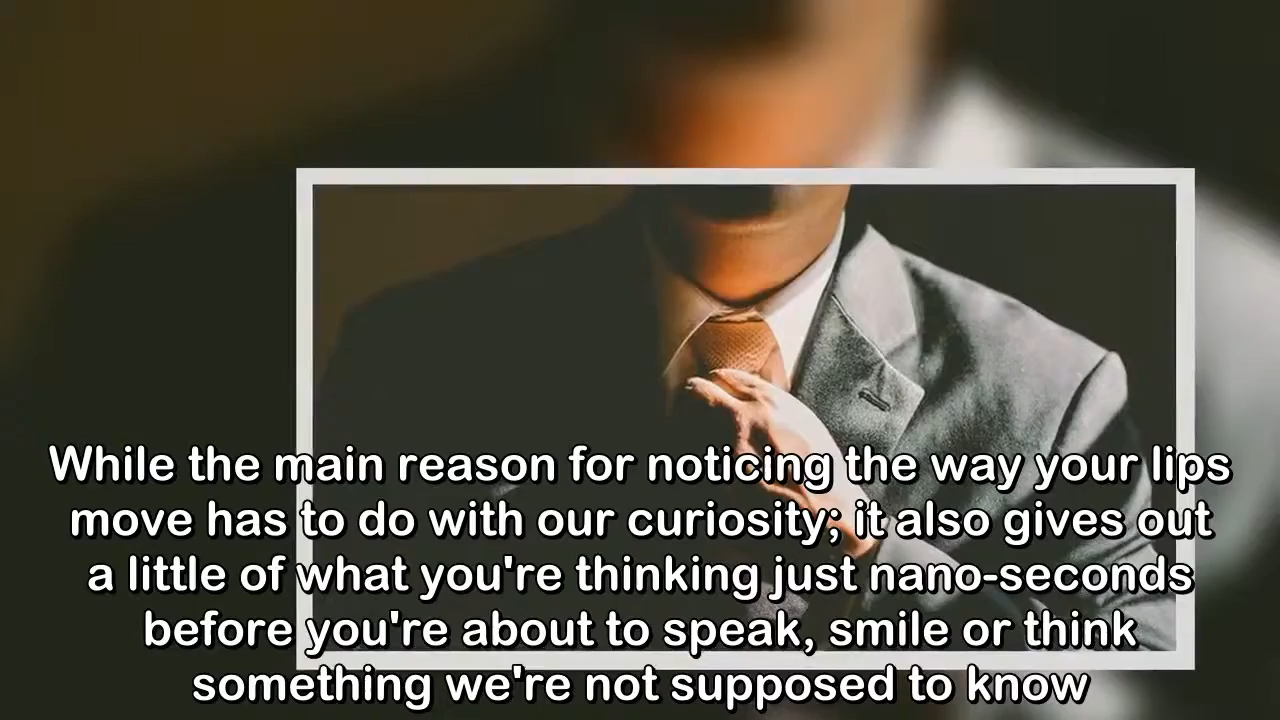 While the main reason for noticing the way your lips
move has to do with our curiosity; it also gives out
a little of what you're thinking just nano-seconds
before you're about to speak, smile or think
something we're not supposed to know